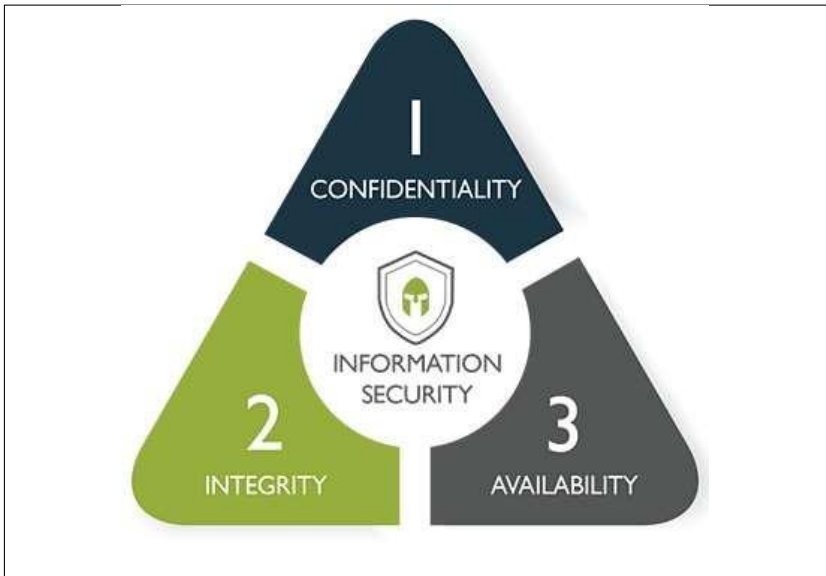 1
CONFIDENTIALITY
INFORMATION
SECURITY
2
INTEGRITY
3
AVAILABILITY